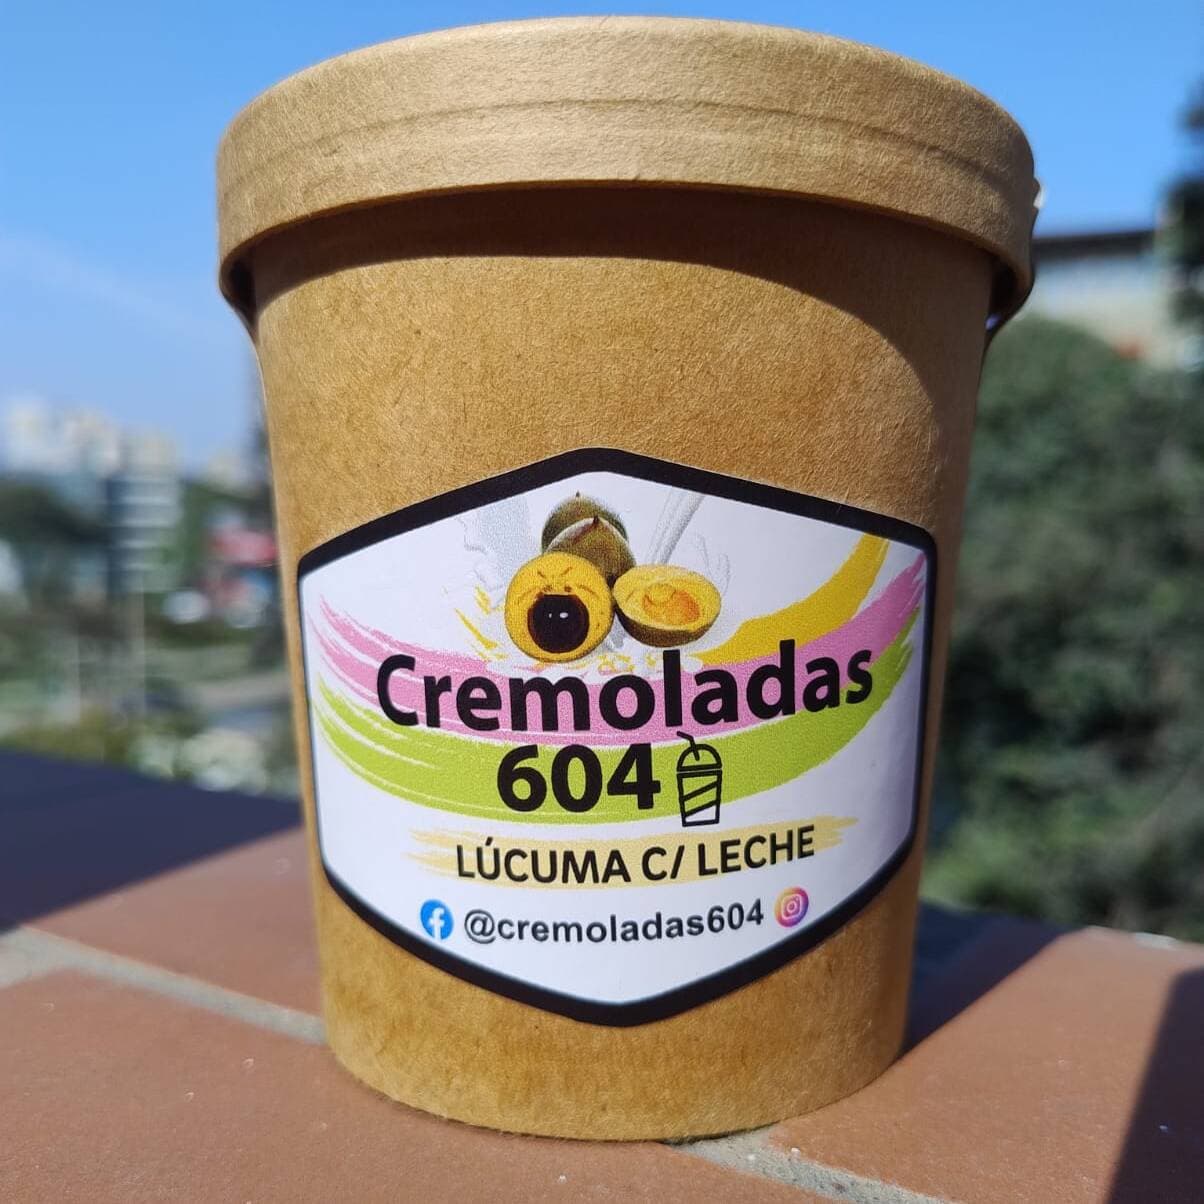 Cremoladas
604
LÚCUMA C/ LECHE
@cremoladas604